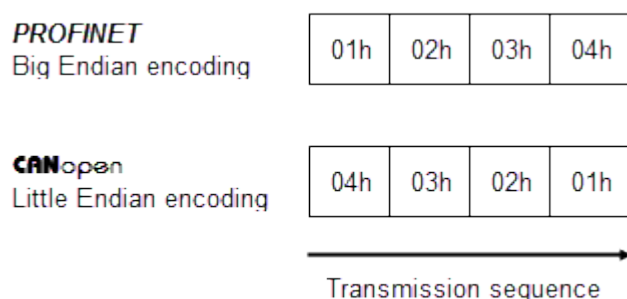 PROFINET
Big Endian encoding
01h 02h 03h 04h
CANopen
Little Endian encoding
04h 03h 02h 01h
Transmission sequence